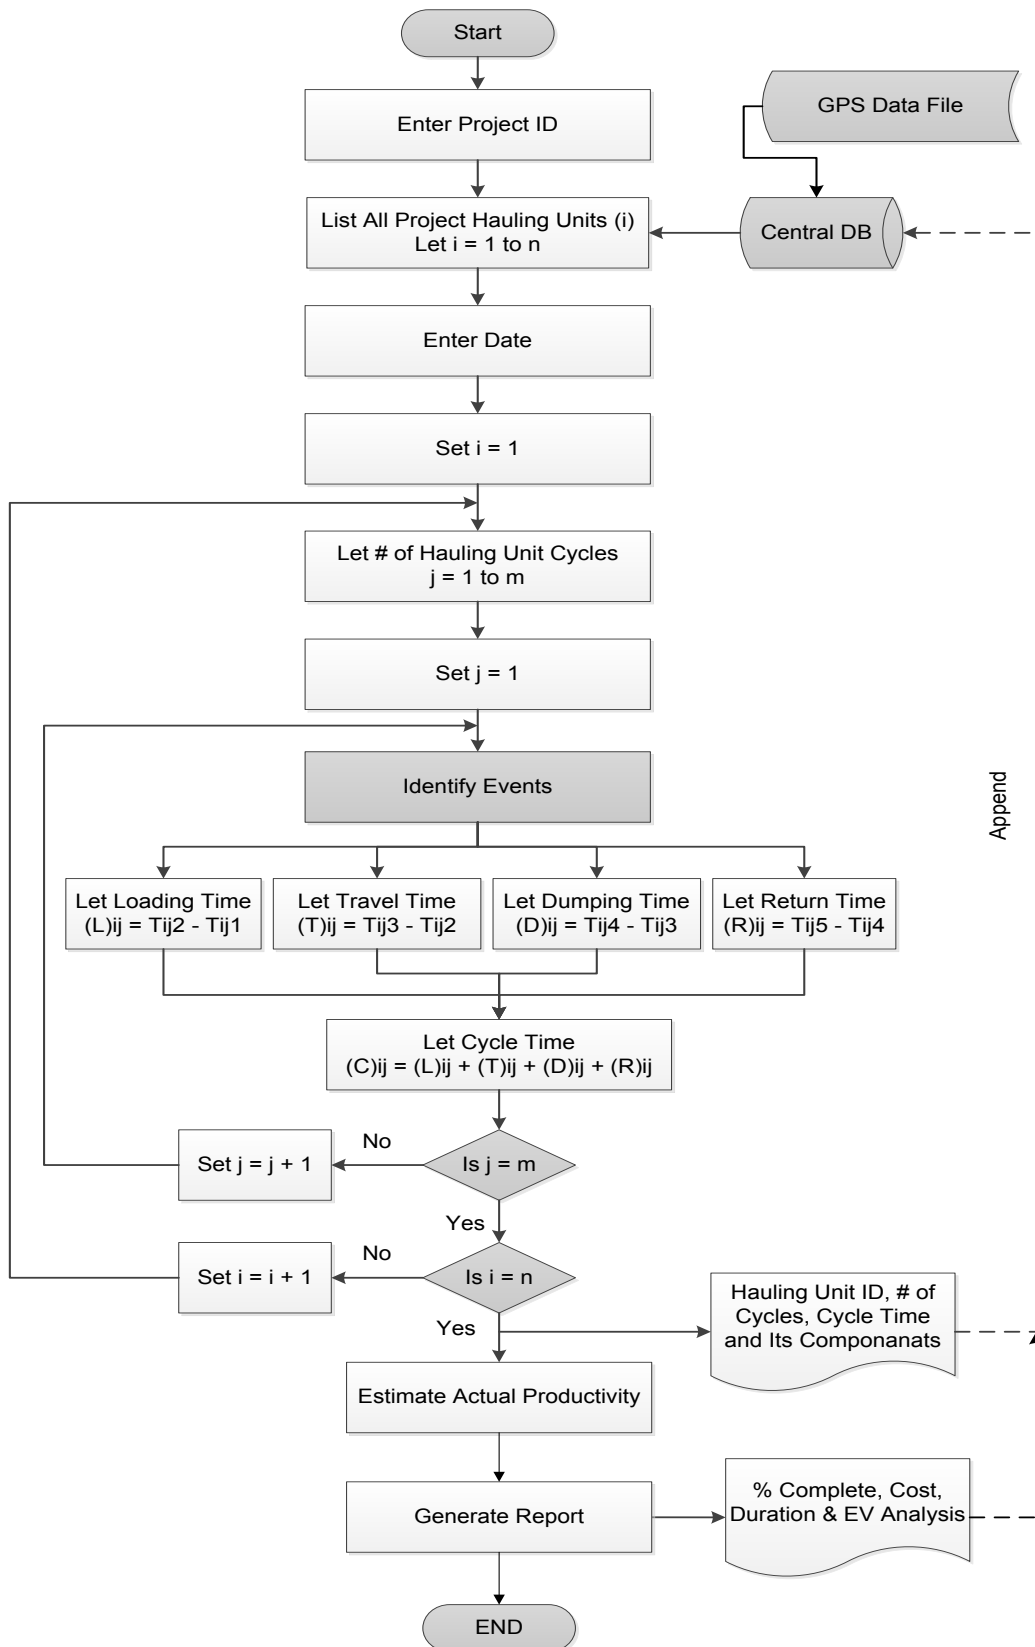 Start
GPS Data File
Enter Project ID
List All Project Hauling Units (i)
Let i = 1 to n
Central DB
Enter Date
Set i = 1
Let # of Hauling Unit Cycles
j = 1 to m
Set j = 1
Identify Events
Append
Let Loading Time
(L)ij = Tij2 - Tij1
Let Travel Time
(T)ij = Tij3 - Tij2
Let Dumping Time
(D)ij = Tij4 - Tij3
Let Return Time
(R)ij = Tij5 - Tij4
Let Cycle Time
(C)ij = (L)ij + (T)ij + (D)ij + (R)ij
No
Set j = j + 1
Is j = m
Yes
No
Set i = i + 1
Is i = n
Yes
Hauling Unit ID, # of
Cycles, Cycle Time
and Its Componanats
Estimate Actual Productivity
% Complete, Cost,
Duration & EV Analysis
Generate Report
END